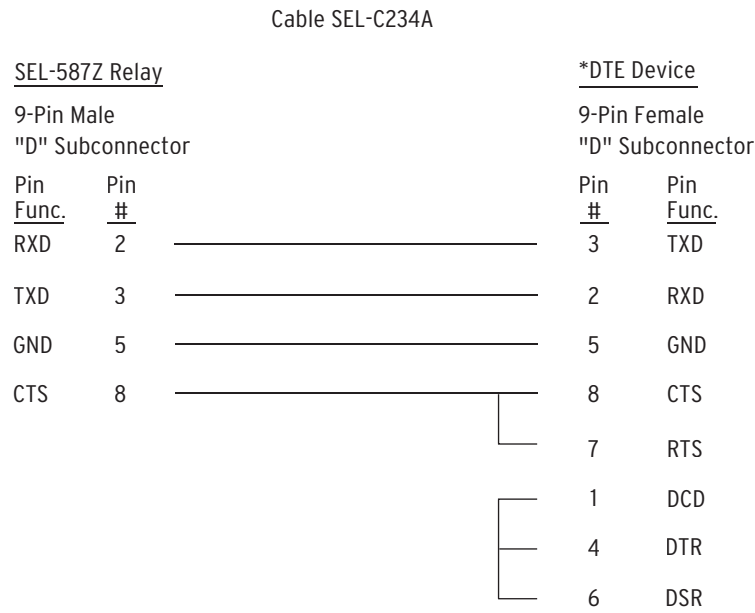 Cable SEL-C234A
SEL-587Z Relay *DTE Device
9-Pin Male 9-Pin Female
"D" Subconnector "D" Subconnector
Pin Pin Pin Pin
Func. # # Func.
RXD 2 3 TXD
TXD 3 2 RXD
GND 5 5 GND
CTS 8 8 CTS
7 RTS
1 DCD
4 DTR
6 DSR